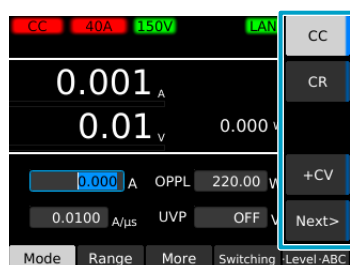 CC 40A 150V LAN CC
0.001 A CR
0.01 V 0.000
0.000 A OPPL 220.00 W +CV
0.0100 A/µs UVP OFF V Next>
Mode Range More Switching Level ABC